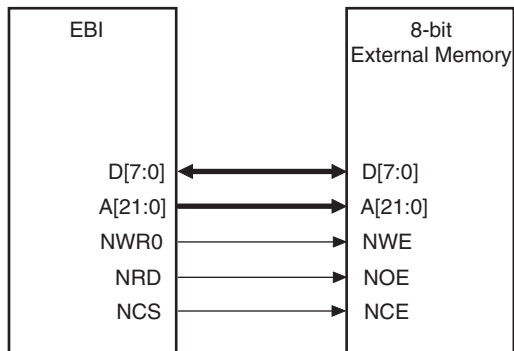 EBI
8-bit
External Memory
D[7:0] D[7:0]
A[21:0] A[21:0]
NWR0 NWE
NRD NOE
NCS NCE